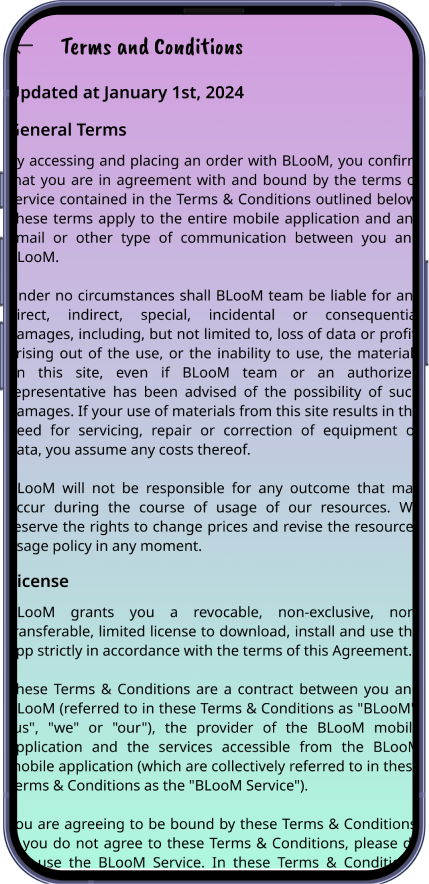 Terms and Conditions
Updated at January 1st, 2024
General Terms
y accessing and placing an order with BLooM, you confirm
hat you are in agreement with and bound by the terms o
ervice contained in the Terms & Conditions outlined below
hese terms apply to the entire mobile application and an
mail or other type of communication between you an
LooM.
nder no circumstances shall BLooM team be liable for an
irect, indirect, special, incidental or consequentia
amages, including, but not limited to, loss of data or profit
rising out of the use, or the inability to use, the material
n this site, even if BLooM team or an authorize
epresentative has been advised of the possibility of suc
amages. If your use of materials from this site results in th
eed for servicing, repair or correction of equipment o
ata, you assume any costs thereof.
LooM will not be responsible for any outcome that ma
ccur during the course of usage of our resources. W
eserve the rights to change prices and revise the resource
sage policy in any moment.
License
LooM grants you a revocable, non-exclusive, non
ransferable, limited license to download, install and use th
pp strictly in accordance with the terms of this Agreement.
hese Terms & Conditions are a contract between you an
LooM (referred to in these Terms & Conditions as "BLooM"
us", "we" or "our"), the provider of the BLooM mobil
pplication and the services accessible from the BLooM
mobile application (which are collectively referred to in thes
erms & Conditions as the "BLooM Service").
ou are agreeing to be bound by these Terms & Conditions
you do not agree to these Terms & Conditions, please d
use the BLooM Service. In these Terms & Conditio